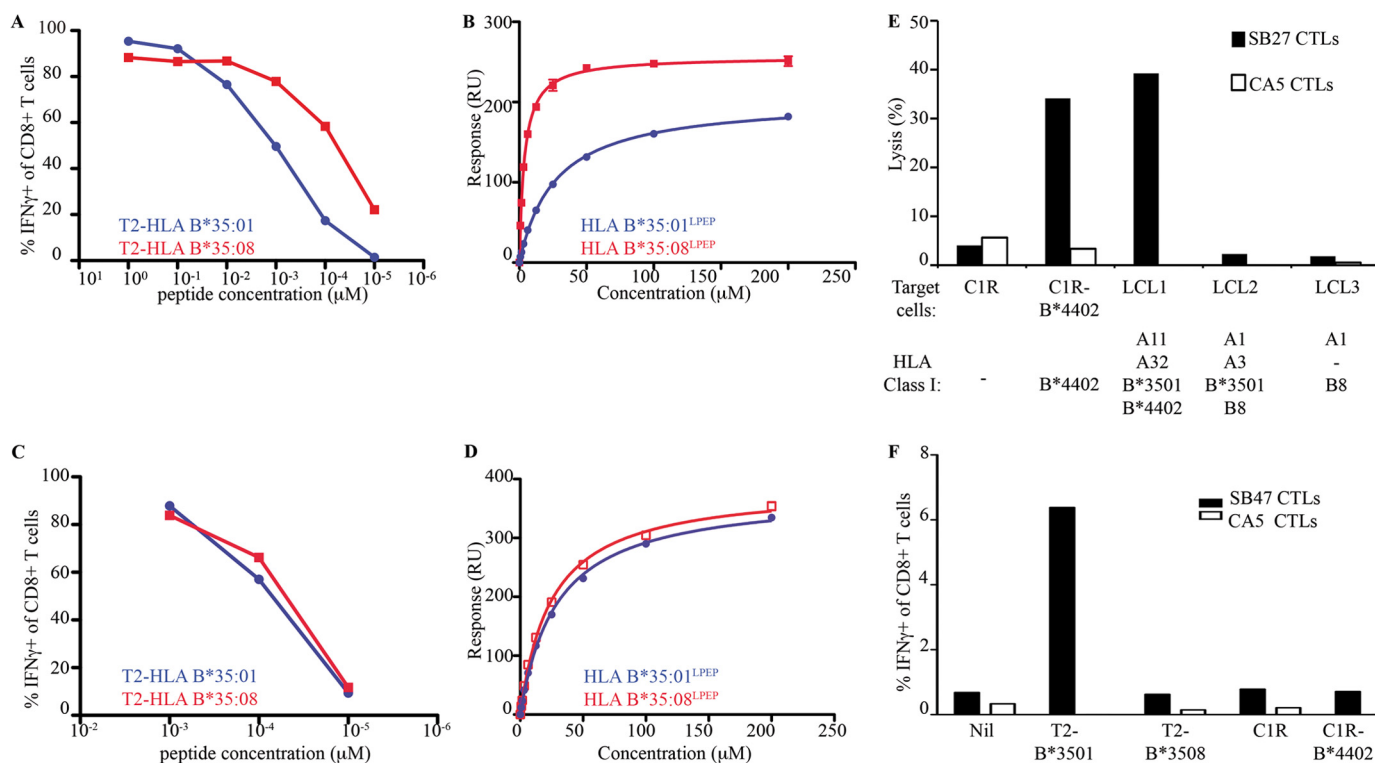 A
% IFNγ+ of CD8+ T cells
100
80
60
40
20
0
T2-HLA B*35:01
T2-HLA B*35:08
10¹ 10⁰ 10⁻¹ 10⁻² 10⁻³ 10⁻⁴ 10⁻⁵ 10⁻⁶
peptide concentration (μM)
B
Response (RU)
300
200
100
0
HLA B*35:01ᴸᴾᴱᴾ
HLA B*35:08ᴸᴾᴱᴾ
0 50 100 150 200 250
Concentration (μM)
E
Lysis (%)
50
40
30
20
10
0
SB27 CTLs
CA5 CTLs
Target cells:
C1R
C1R-B*4402
LCL1
LCL2
LCL3
HLA Class I:
-
B*4402
A11
A32
B*3501
B*4402
A1
A3
B*3501
B8
A1
-
B8
C
% IFNγ+ of CD8+ T cells
100
80
60
40
20
0
T2-HLA B*35:01
T2-HLA B*35:08
10⁻² 10⁻³ 10⁻⁴ 10⁻⁵ 10⁻⁶
peptide concentration (μM)
D
Response (RU)
400
300
200
100
0
HLA B*35:01ᴸᴾᴱᴾ
HLA B*35:08ᴸᴾᴱᴾ
0 50 100 150 200 250
Concentration (μM)
F
% IFNγ+ of CD8+ T cells
8
6
4
2
0
SB47 CTLs
CA5 CTLs
Nil
T2-B*3501
T2-B*3508
C1R
C1R-B*4402